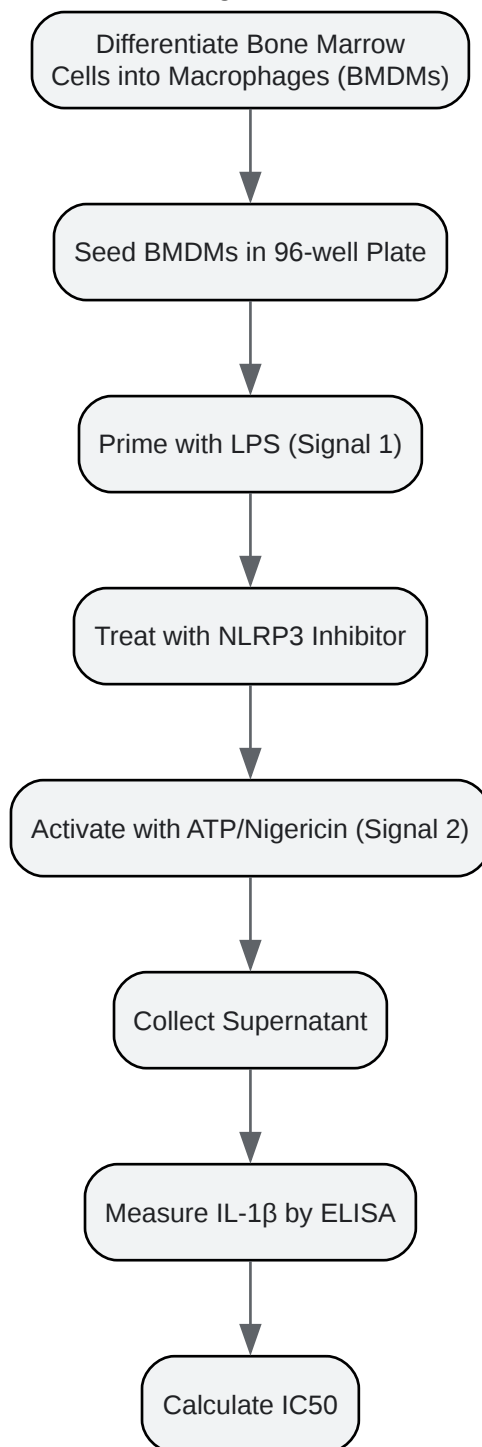 Differentiate Bone Marrow
Cells into Macrophages (BMDMs)
Seed BMDMs in 96-well Plate
Prime with LPS (Signal 1)
Treat with NLRP3 Inhibitor
Activate with ATP/Nigericin (Signal 2)
Collect Supernatant
Measure IL-1β by ELISA
Calculate IC50